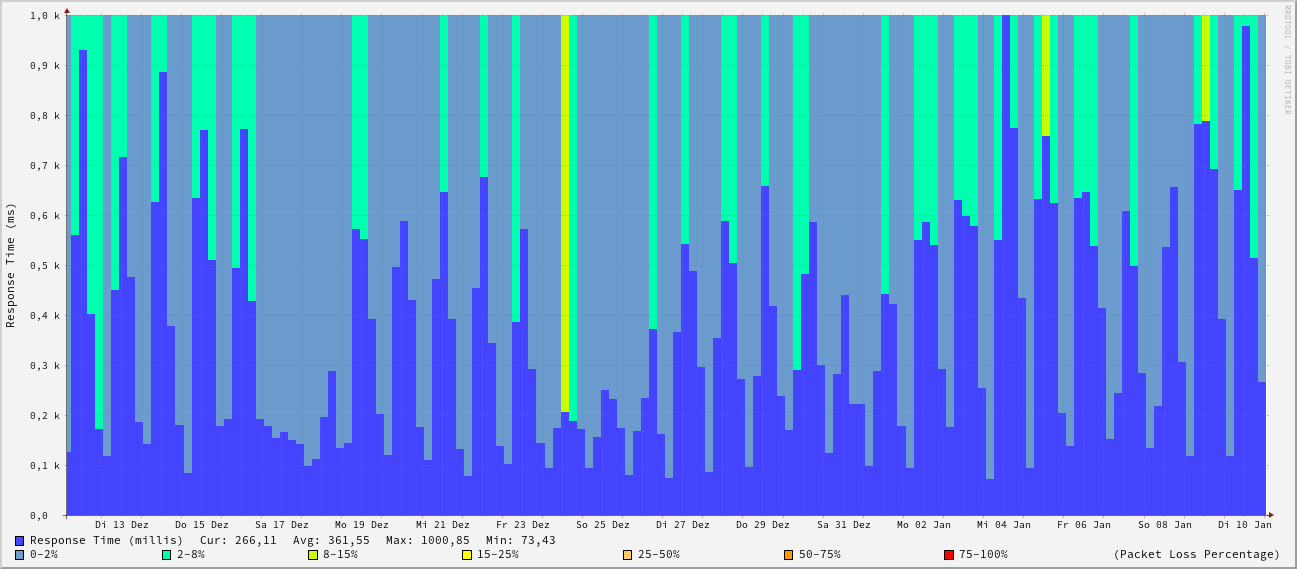 1,0 k
0,9 k
0,8 k
0,7 k
0,6 k
0,5 k
0,4 k
0,3 k
0,2 k
0,1 k
0,0
Response Time (ms)
RRDTOOL / TOBI OETIKER
Di 13 Dez Do 15 Dez Sa 17 Dez Mo 19 Dez Mi 21 Dez Fr 23 Dez So 25 Dez Di 27 Dez Do 29 Dez Sa 31 Dez Mo 02 Jan Mi 04 Jan Fr 06 Jan So 08 Jan Di 10 Jan
Response Time (millis) Cur: 266,11 Avg: 361,55 Max: 1000,85 Min: 73,43
0-2% 2-8% 8-15% 15-25% 25-50% 50-75% 75-100% (Packet Loss Percentage)